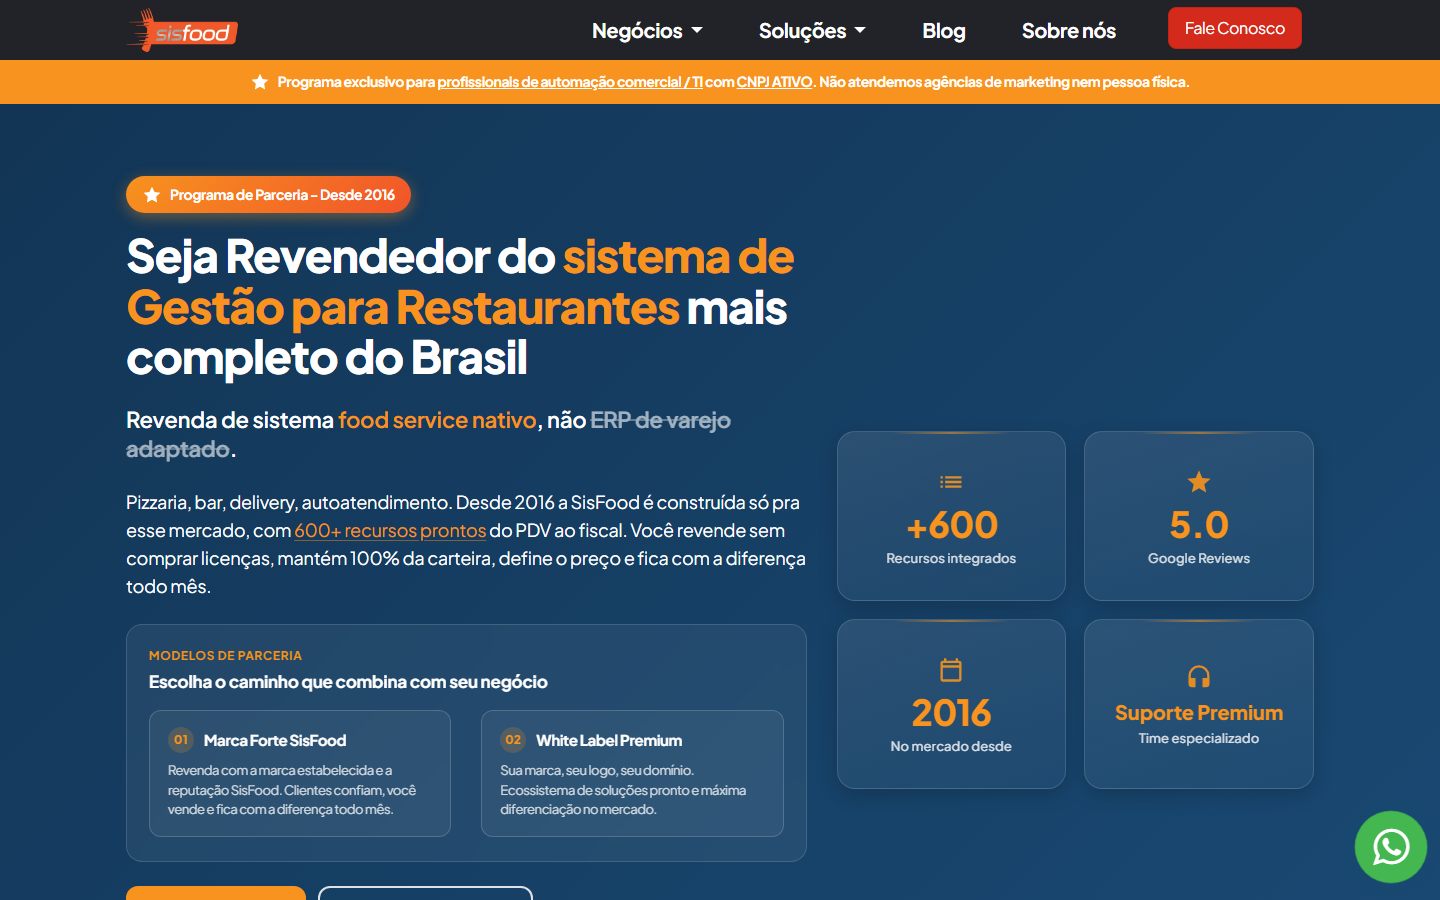 sisfood
Negócios
Soluções
Blog
Sobre nós
Fale Conosco
Programa exclusivo para profissionais de automação comercial / TI com CNPJ ATIVO. Não atendemos agências de marketing nem pessoa física.
Programa de Parceria – Desde 2016
Seja Revendedor do sistema de
Gestão para Restaurantes mais
completo do Brasil
Revenda de sistema food service nativo, não ERP de varejo
adaptado.
Pizzaria, bar, delivery, autoatendimento. Desde 2016 a SisFood é construída só pra
esse mercado, com 600+ recursos prontos do PDV ao fiscal. Você revende sem
comprar licenças, mantém 100% da carteira, define o preço e fica com a diferença
todo mês.
MODELOS DE PARCERIA
Escolha o caminho que combina com seu negócio
01 Marca Forte SisFood
Revenda com a marca estabelecida e a
reputação SisFood. Clientes confiam, você
vende e fica com a diferença todo mês.
02 White Label Premium
Sua marca, seu logo, seu domínio.
Ecossistema de soluções pronto e máxima
diferenciação no mercado.
+600
Recursos integrados
5.0
Google Reviews
2016
No mercado desde
Suporte Premium
Time especializado